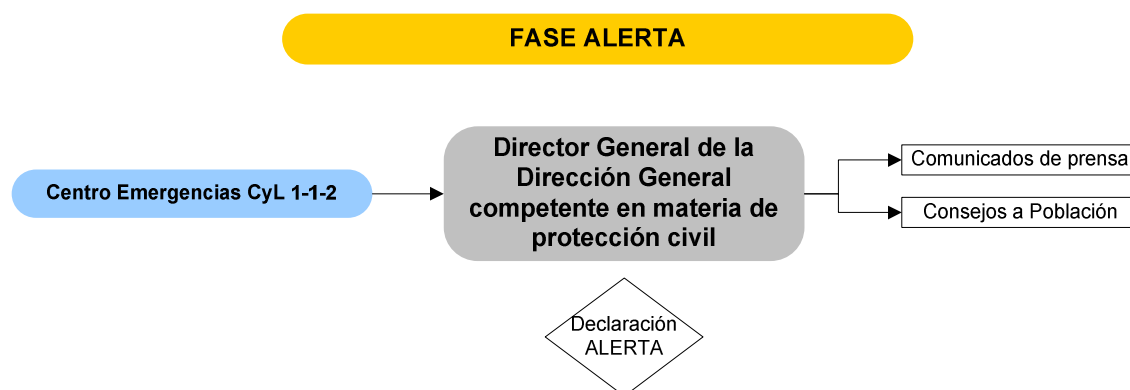 FASE ALERTA
Centro Emergencias CyL 1-1-2
Director General de la
Dirección General
competente en materia de
protección civil
Comunicados de prensa
Consejos a Población
Declaración
ALERTA